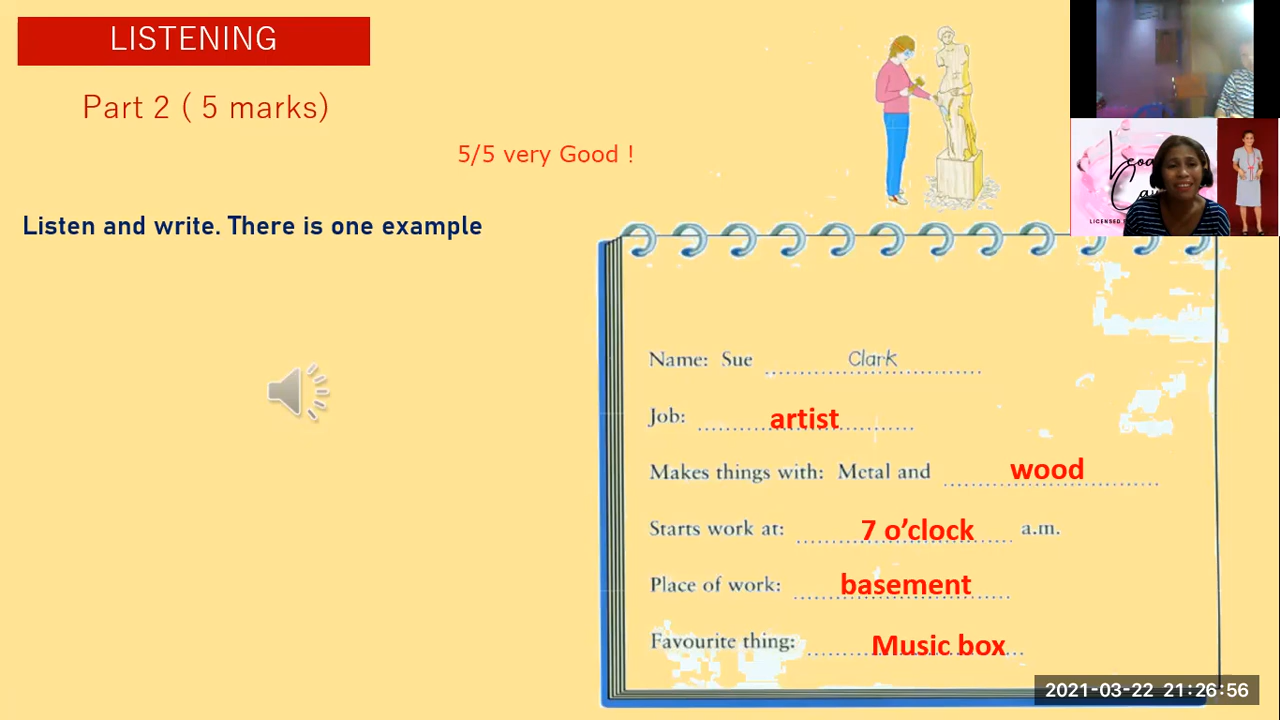 LISTENING
Part 2 ( 5 marks)
5/5 very Good !
Listen and write. There is one example
Name: Sue Clark
Job: artist
Makes things with: Metal and wood
Starts work at: 7 o’clock a.m.
Place of work: basement
Favourite thing: Music box
2021-03-22 21:26:56